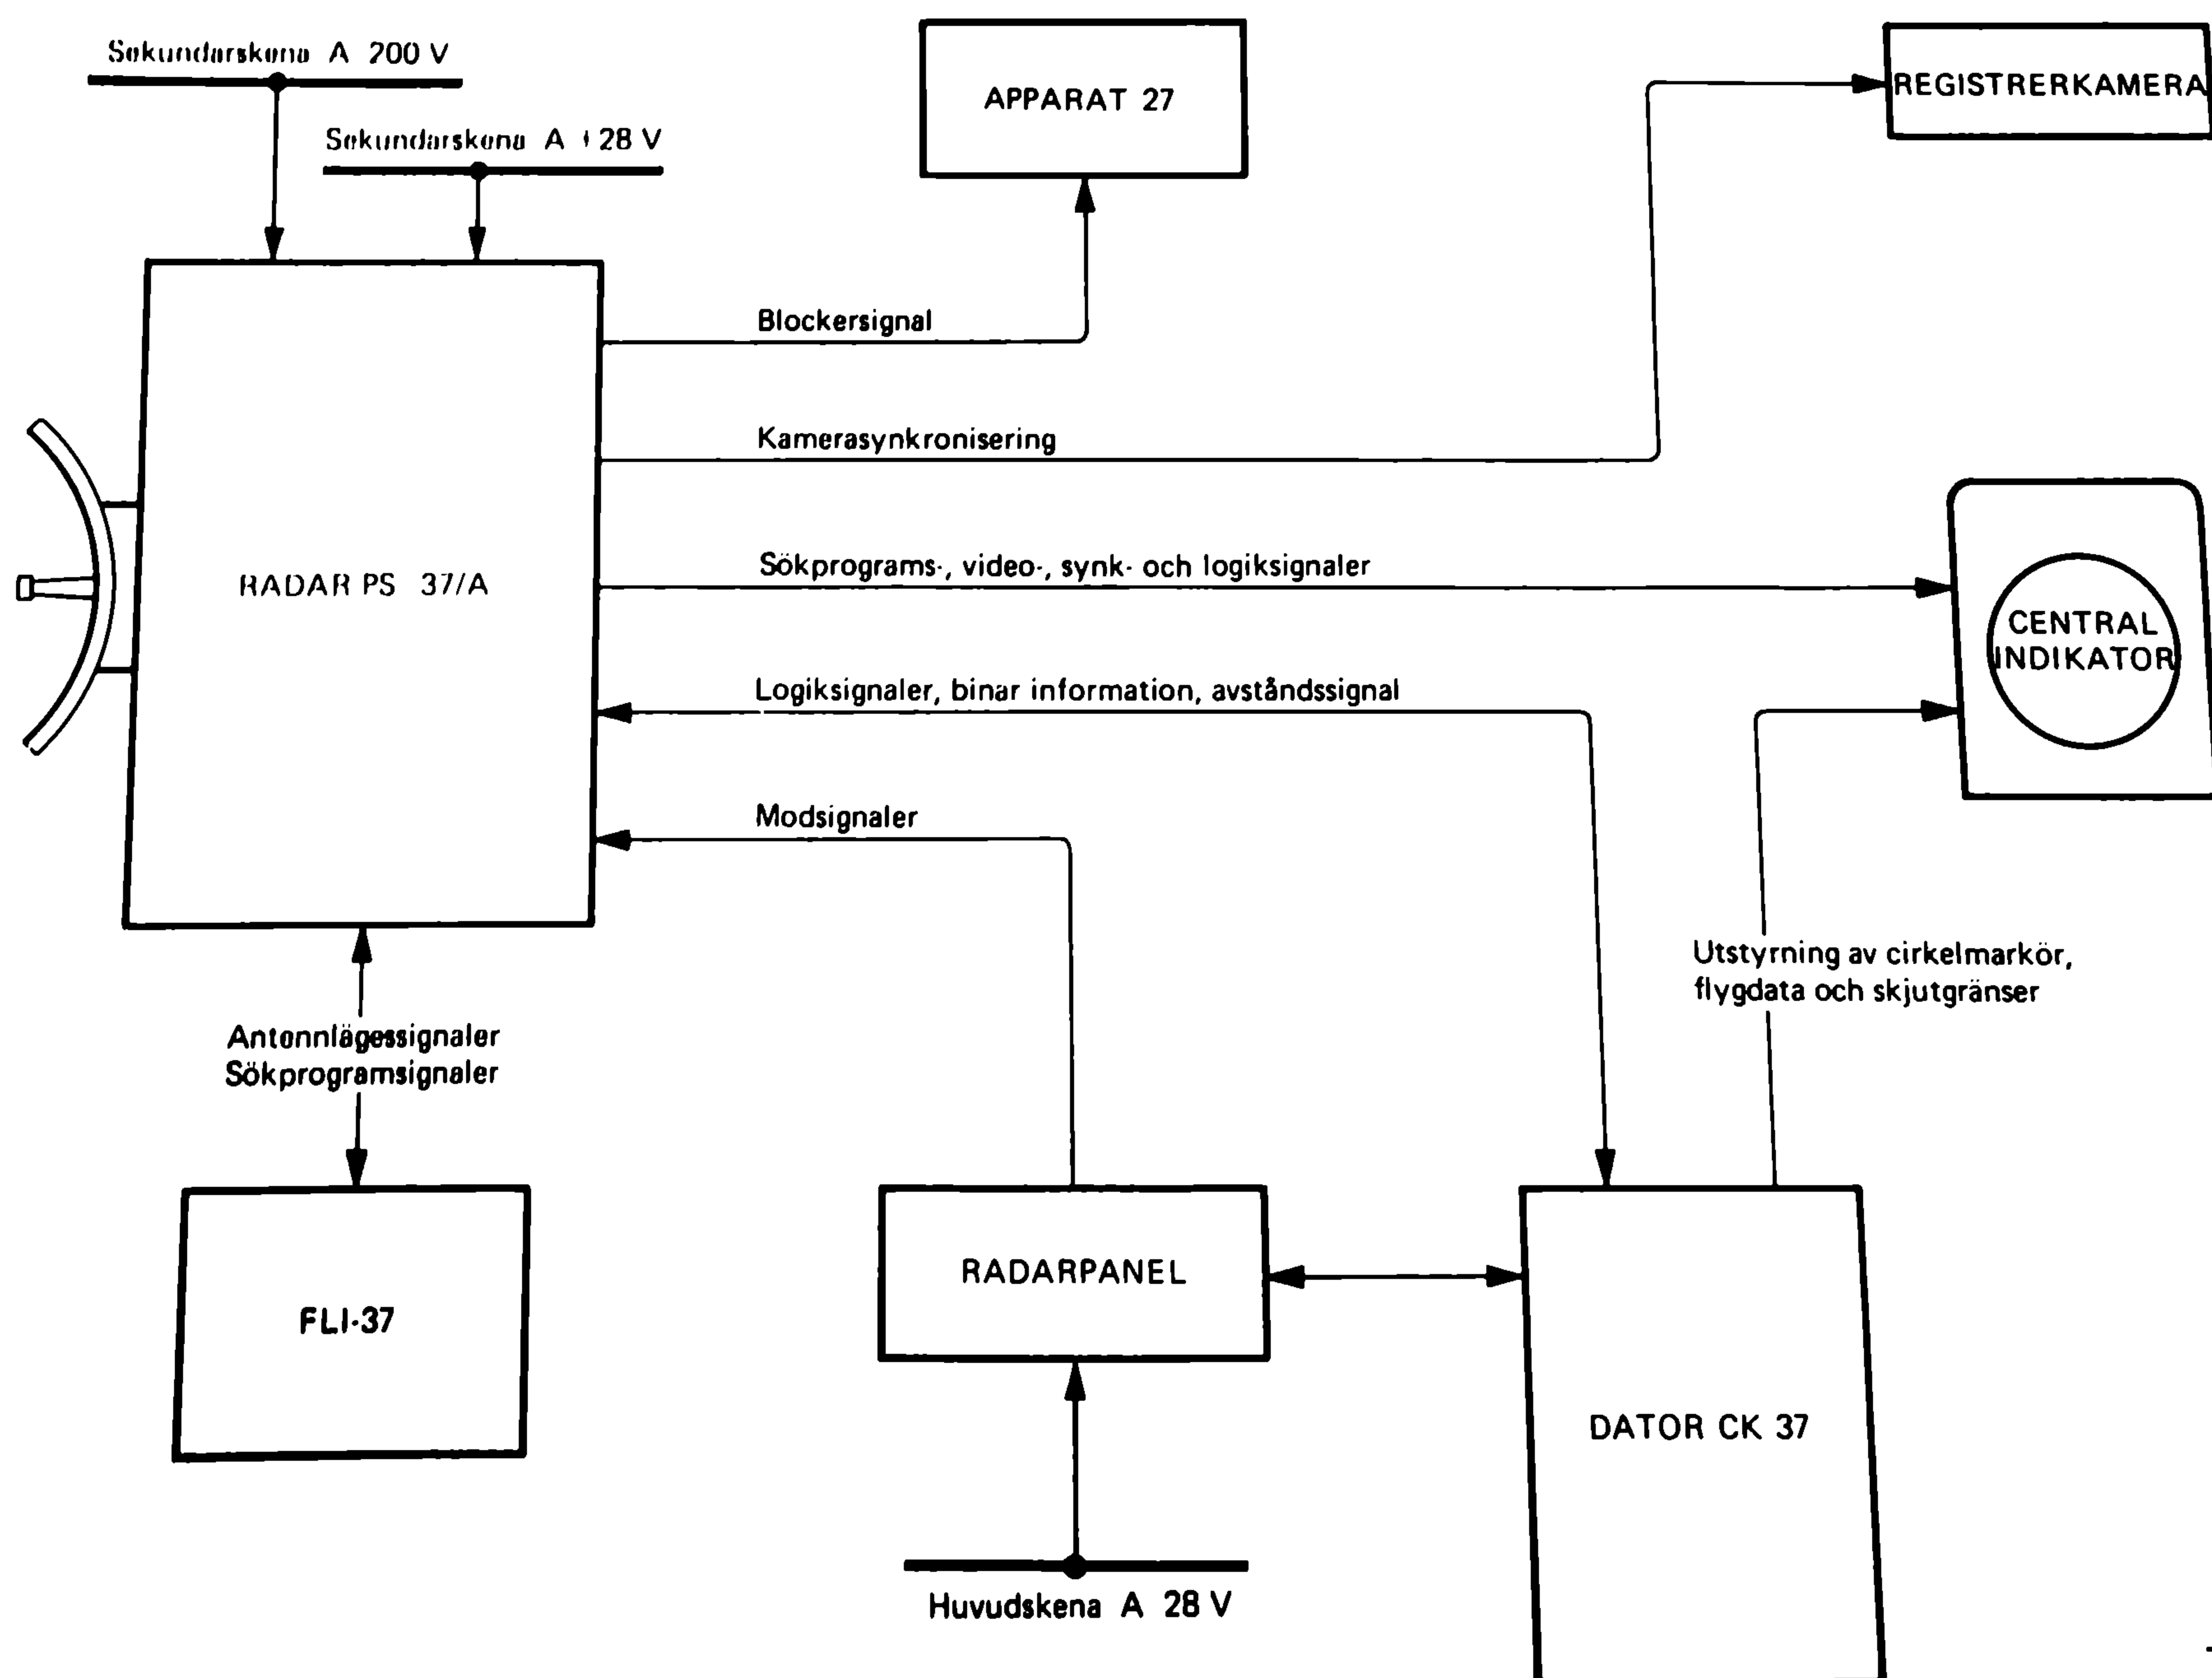 Sekundarskena A 200 V
Sekundarskena A +28 V
APPARAT 27
REGISTRERKAMERA
Blockersignal
Kamerasynkronisering
RADAR PS 37/A
Sökprograms-, video-, synk- och logiksignaler
CENTRAL
INDIKATOR
Logiksignaler, binar information, avståndssignal
Modsignaler
Utstyrning av cirkelmarkör,
flygdata och skjutgränser
Antennlägessignaler
Sökprogramsignaler
FLI-37
RADARPANEL
DATOR CK 37
Huvudskena A 28 V